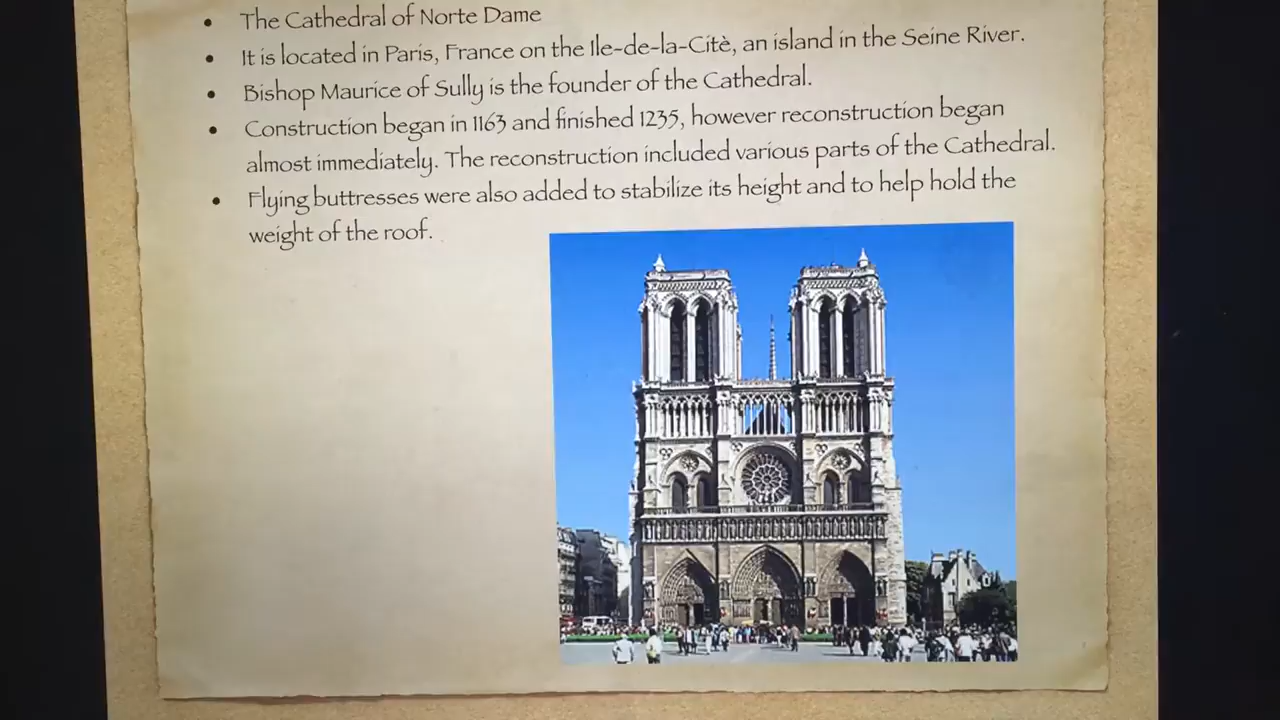 • The Cathedral of Norte Dame
• It is located in Paris, France on the Ile-de-la-Citè, an island in the Seine River.
• Bishop Maurice of Sully is the founder of the Cathedral.
• Construction began in 1163 and finished 1235, however reconstruction began
almost immediately. The reconstruction included various parts of the Cathedral.
• Flying buttresses were also added to stabilize its height and to help hold the
weight of the roof.